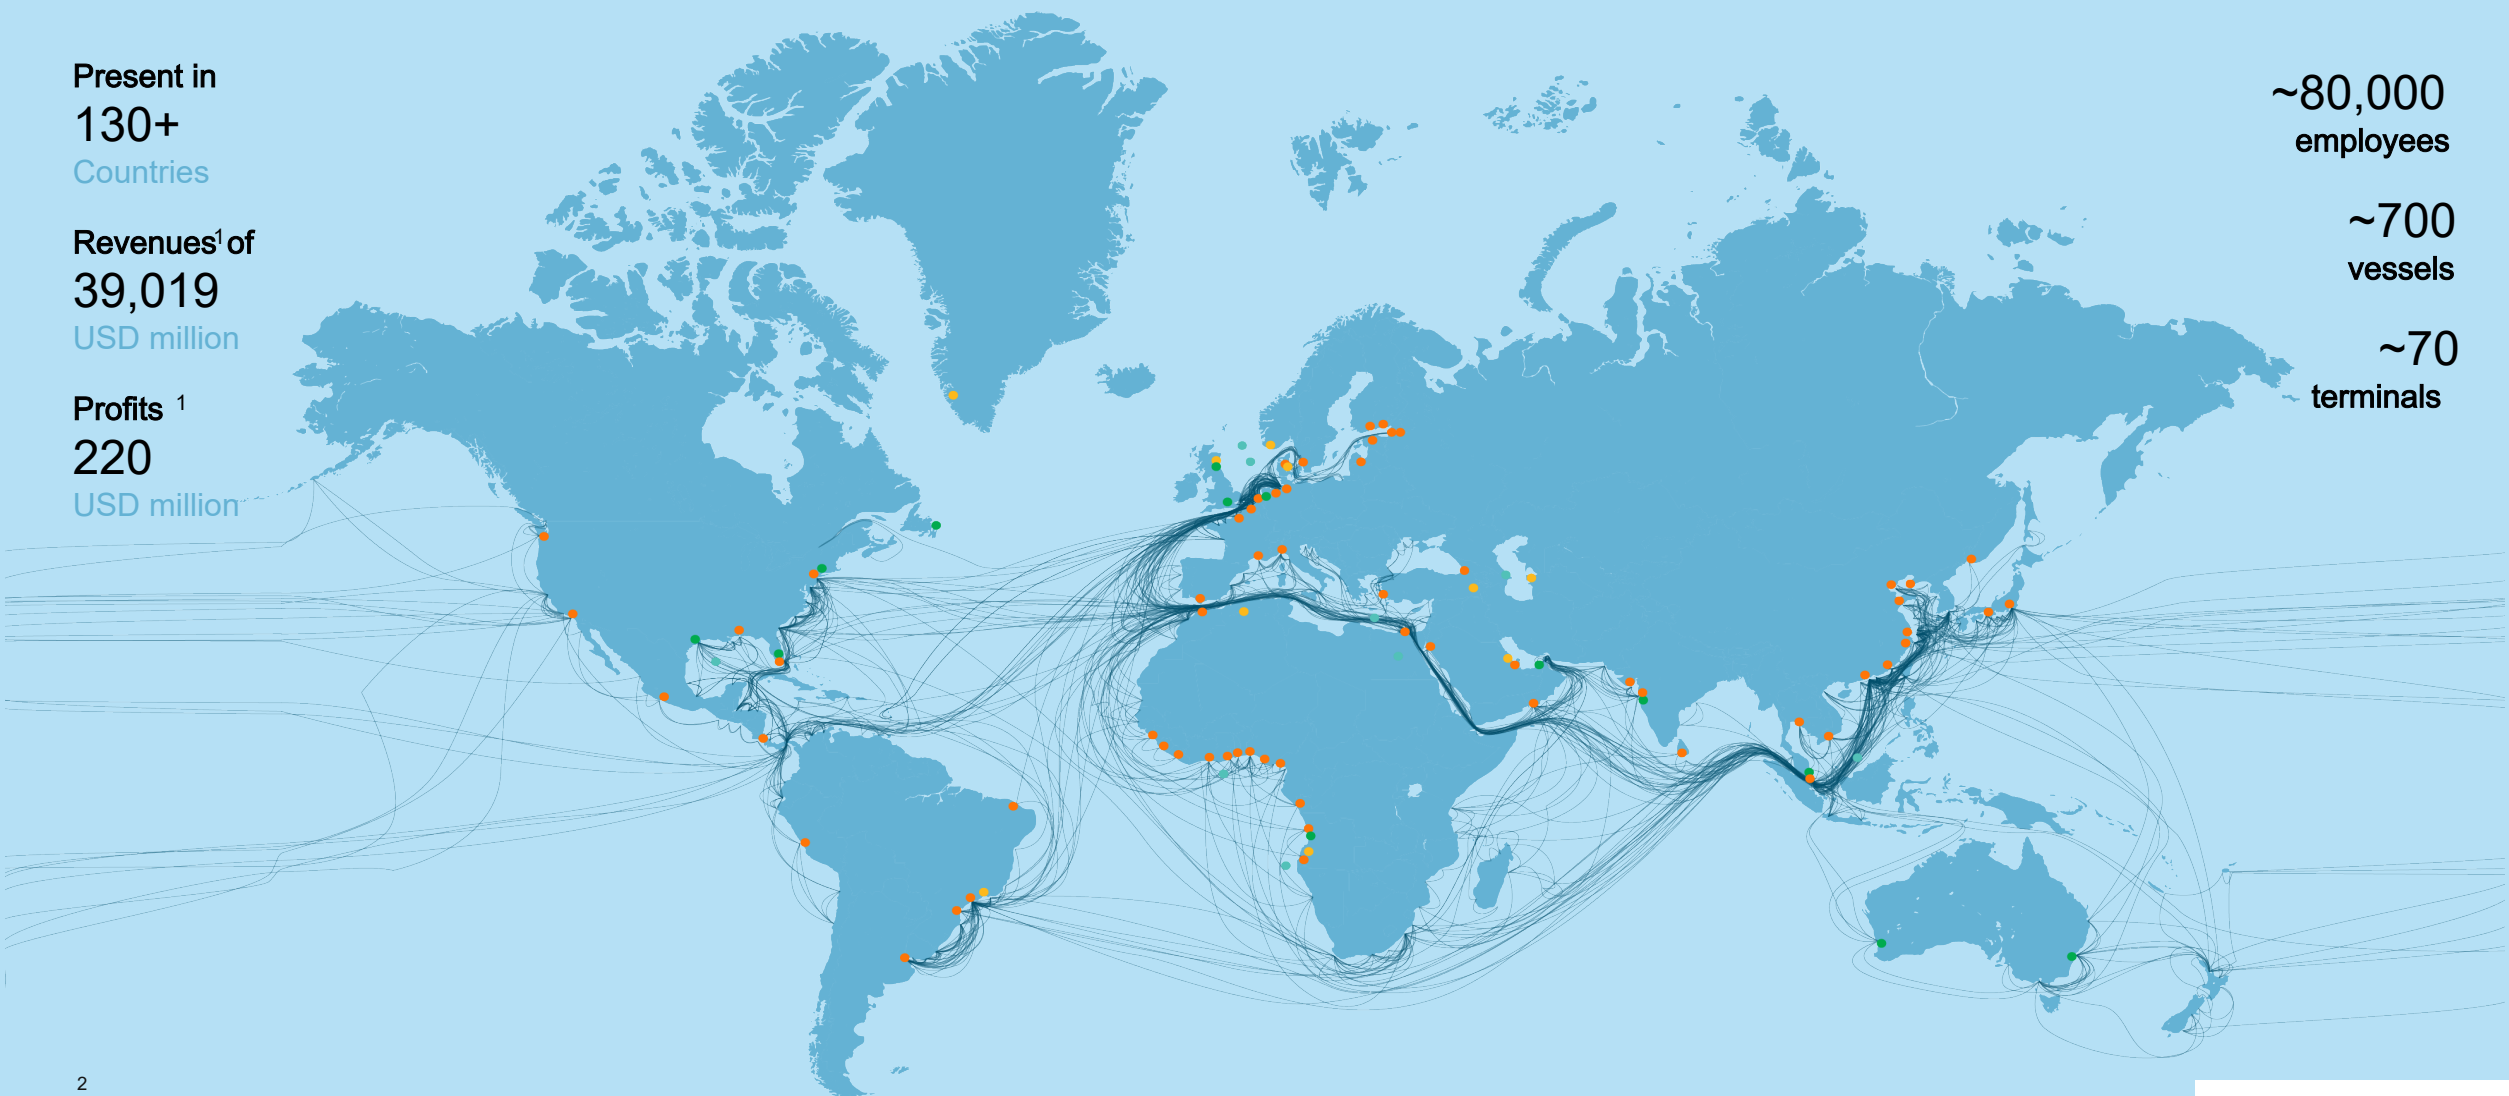 Present in
130+
Countries
Revenues¹ of
39,019
USD million
Profits ¹
220
USD million
~80,000
employees
~700
vessels
~70
terminals
2